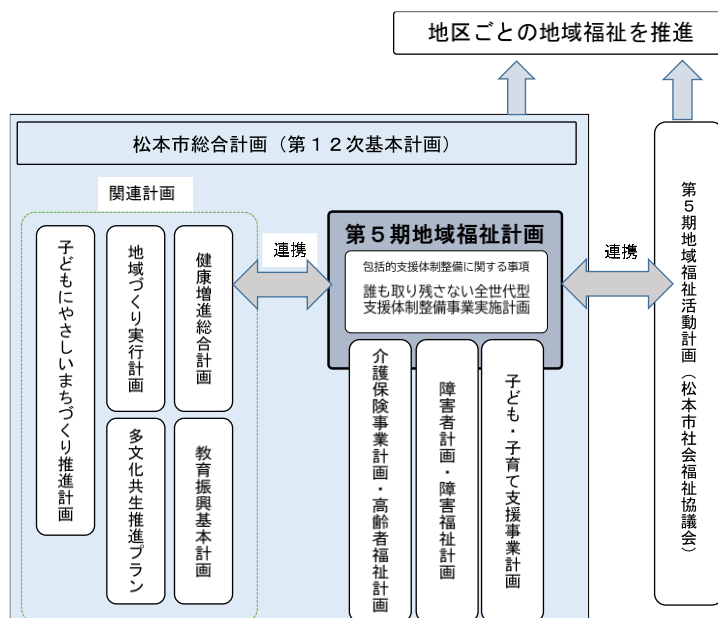 地区ごとの地域福祉を推進
松本市総合計画（第１２次基本計画）
関連計画
子どもにやさしいまちづくり推進計画
地域づくり実行計画
健康増進総合計画
多文化共生推進プラン
教育振興基本計画
連携
第５期地域福祉計画
包括的支援体制整備に関する事項
誰も取り残さない全世代型
支援体制整備事業実施計画
介護保険事業計画・高齢者福祉計画
障害者計画・障害福祉計画
子ども・子育て支援事業計画
連携
第５期地域福祉活動計画（松本市社会福祉協議会）